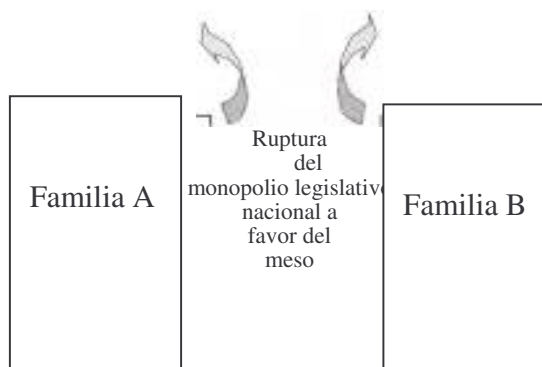 Familia A
Ruptura
del
monopolio legislativo
nacional a
favor del
meso
Familia B